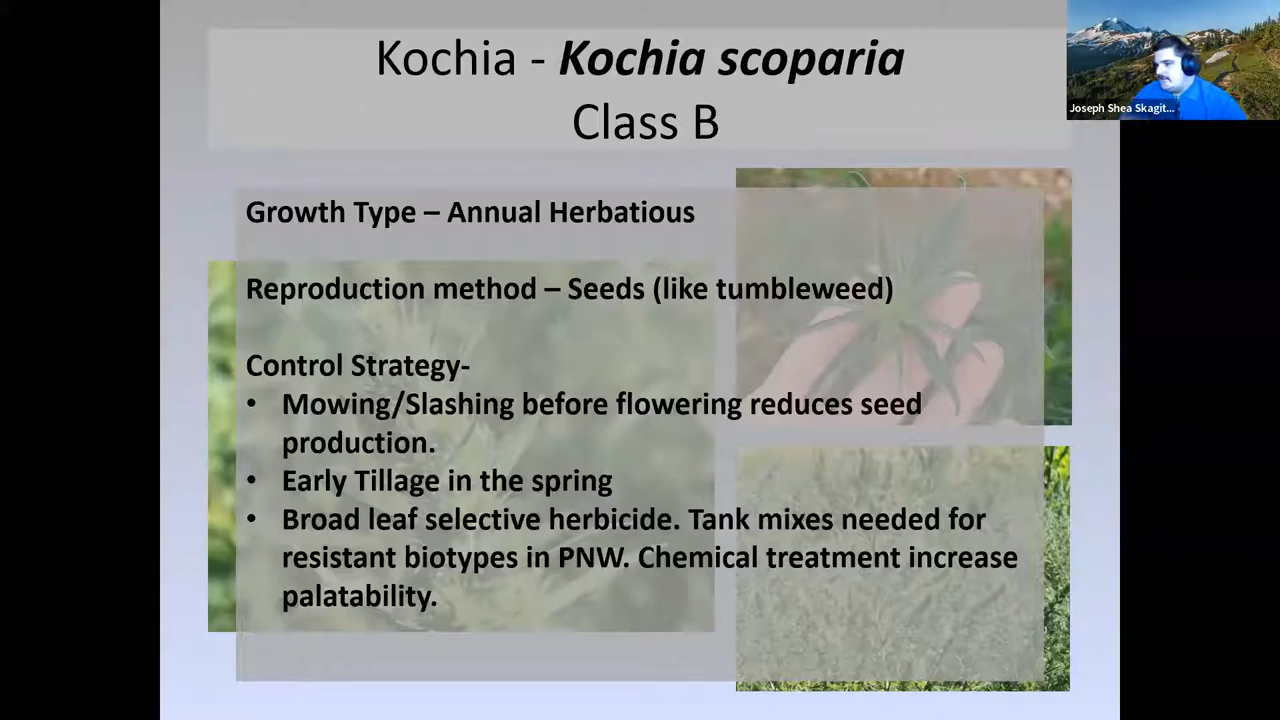 Kochia - Kochia scoparia
Class B
Joseph Shea Skagit...
Growth Type – Annual Herbatious
Reproduction method – Seeds (like tumbleweed)
Control Strategy-
• Mowing/Slashing before flowering reduces seed
production.
• Early Tillage in the spring
• Broad leaf selective herbicide. Tank mixes needed for
resistant biotypes in PNW. Chemical treatment increase
palatability.